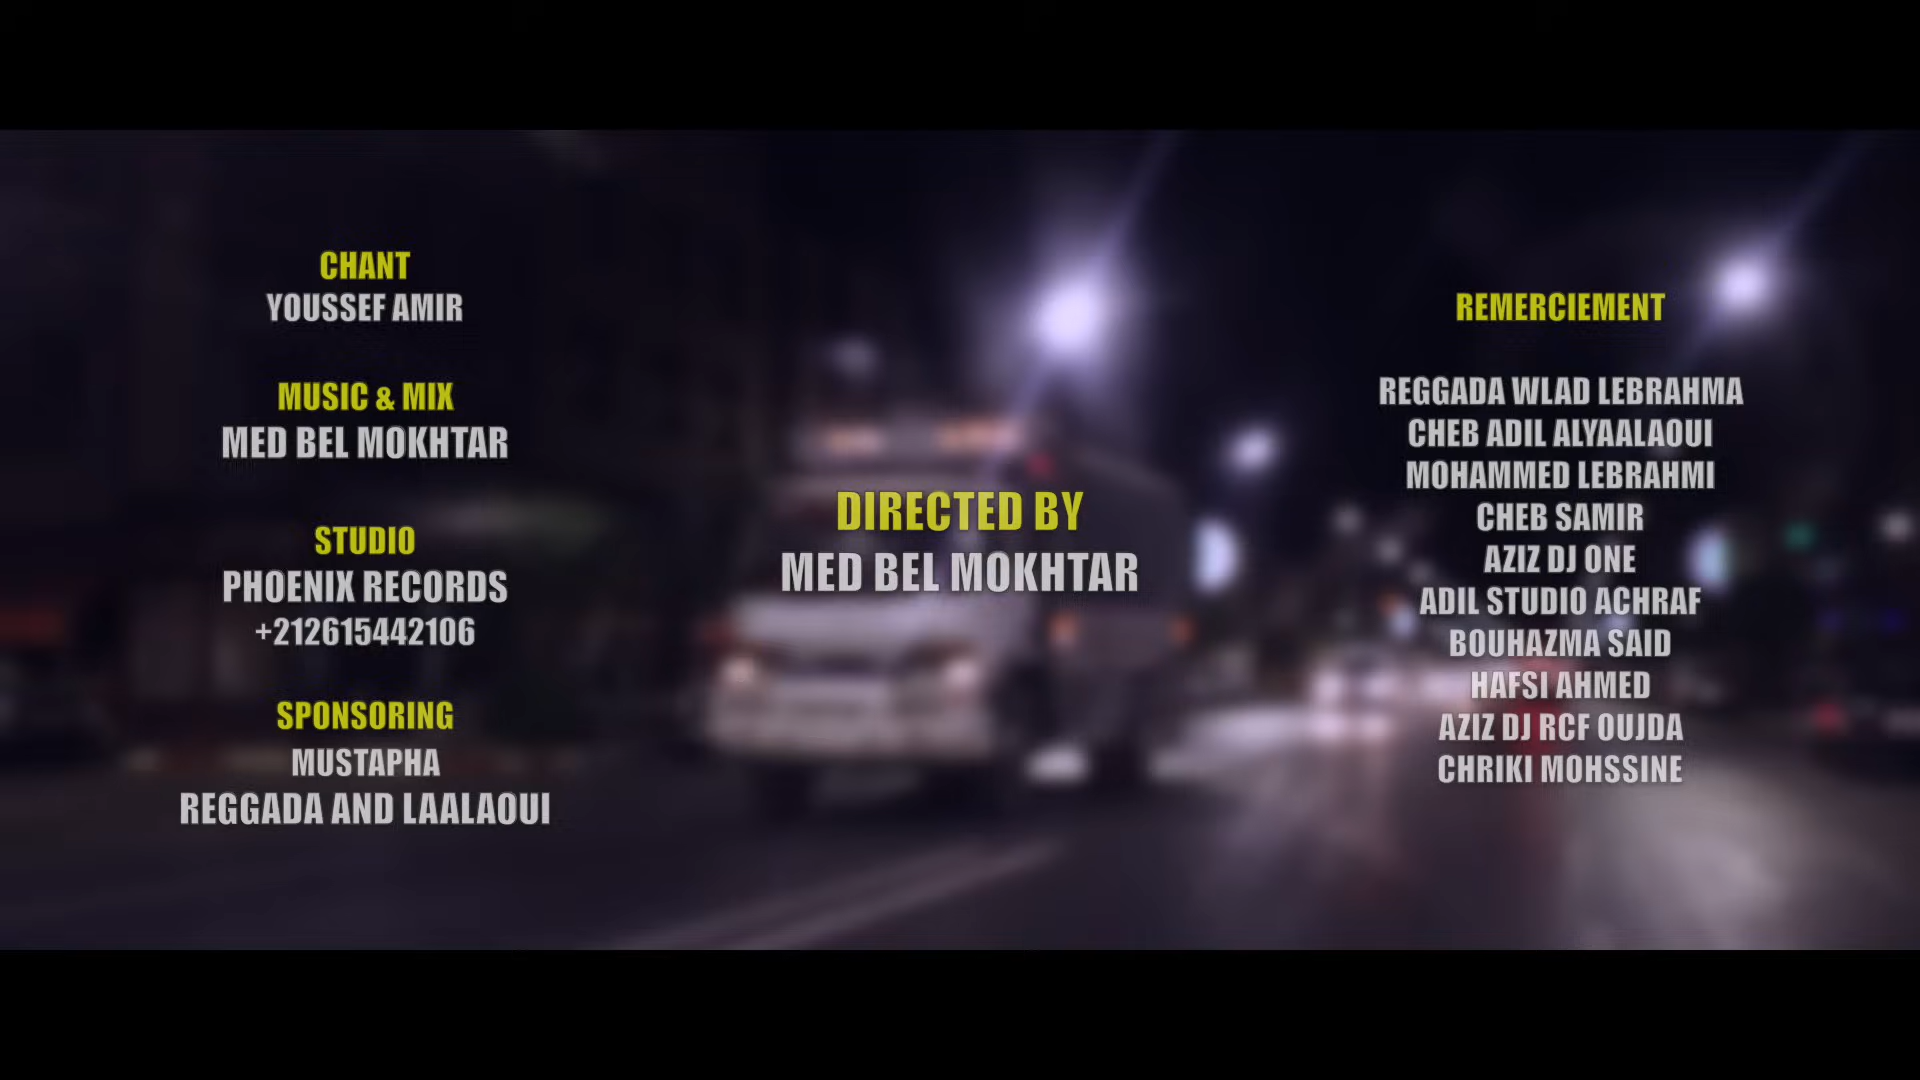 CHANT
YOUSSEF AMIR
MUSIC & MIX
MED BEL MOKHTAR
STUDIO
PHOENIX RECORDS
+212615442106
SPONSORING
MUSTAPHA
REGGADA AND LAALAOUI
DIRECTED BY
MED BEL MOKHTAR
REMERCIEMENT
REGGADA WLAD LEBRAHMA
CHEB ADIL ALYAALAOUI
MOHAMMED LEBRAHMI
CHEB SAMIR
AZIZ DJ ONE
ADIL STUDIO ACHRAF
BOUHAZMA SAID
HAFSI AHMED
AZIZ DJ RCF OUJDA
CHRIKI MOHSSINE